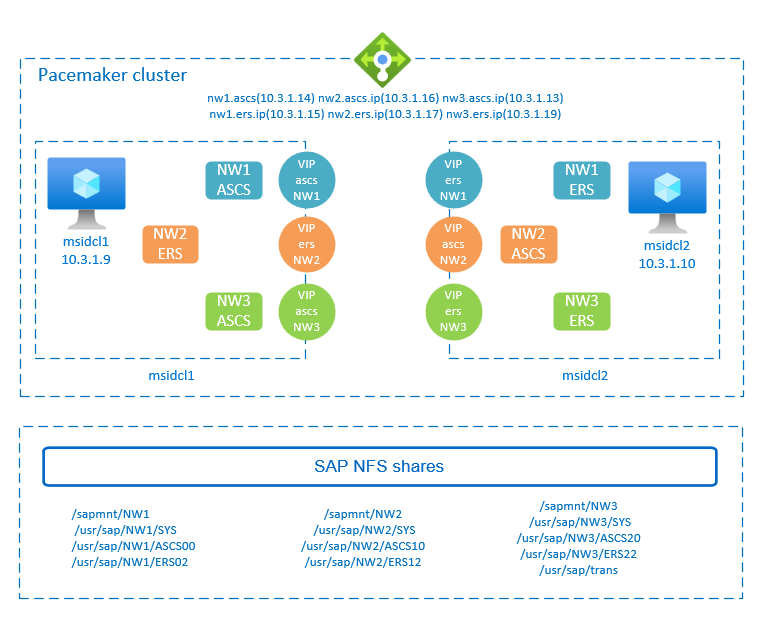 Pacemaker cluster
nw1.ascs(10.3.1.14) nw2.ascs.ip(10.3.1.16) nw3.ascs.ip(10.3.1.13)
nw1.ers.ip(10.3.1.15) nw2.ers.ip(10.3.1.17) nw3.ers.ip(10.3.1.19)
msidcl1
10.3.1.9
NW1
ASCS
VIP
ascs
NW1
NW2
ERS
VIP
ers
NW2
NW3
ASCS
VIP
ascs
NW3
msidcl1
VIP
ers
NW1
NW1
ERS
VIP
ascs
NW2
NW2
ASCS
VIP
ers
NW3
NW3
ERS
msidcl2
10.3.1.10
msidcl2
SAP NFS shares
/sapmnt/NW1
/usr/sap/NW1/SYS
/usr/sap/NW1/ASCS00
/usr/sap/NW1/ERS02
/sapmnt/NW2
/usr/sap/NW2/SYS
/usr/sap/NW2/ASCS10
/usr/sap/NW2/ERS12
/sapmnt/NW3
/usr/sap/NW3/SYS
/usr/sap/NW3/ASCS20
/usr/sap/NW3/ERS22
/usr/sap/trans